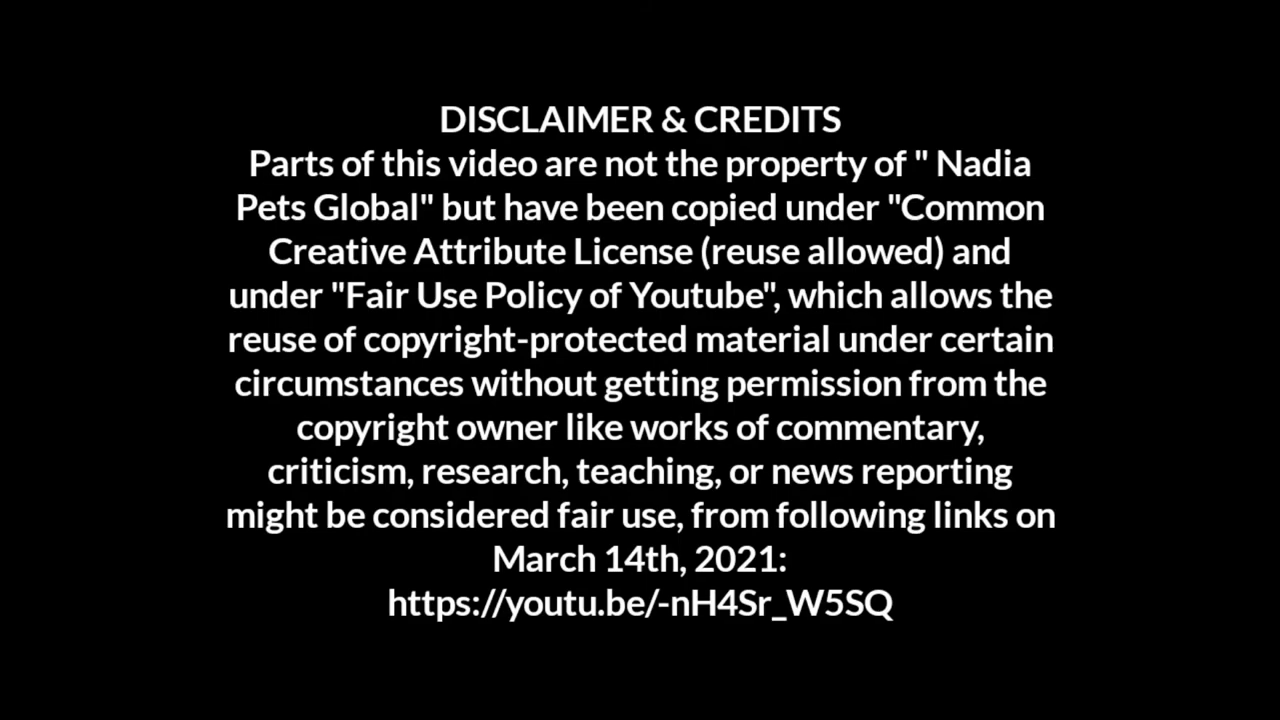 DISCLAIMER & CREDITS
Parts of this video are not the property of " Nadia
Pets Global" but have been copied under "Common
Creative Attribute License (reuse allowed) and
under "Fair Use Policy of Youtube", which allows the
reuse of copyright-protected material under certain
circumstances without getting permission from the
copyright owner like works of commentary,
criticism, research, teaching, or news reporting
might be considered fair use, from following links on
March 14th, 2021:
https://youtu.be/-nH4Sr_W5SQ